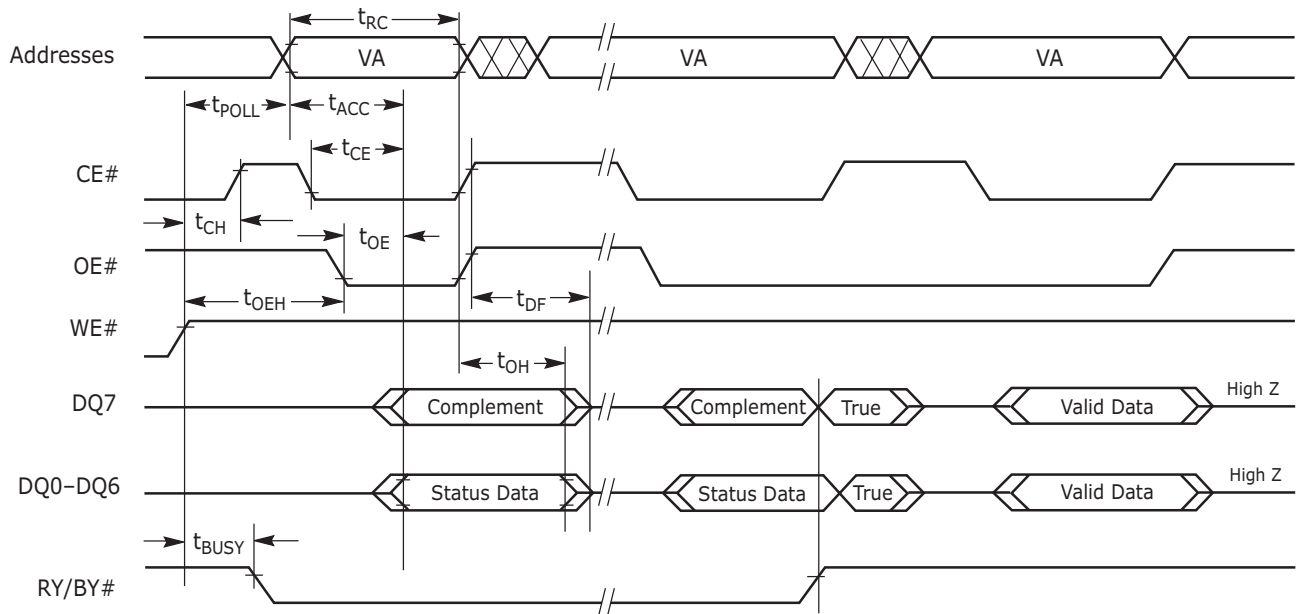 tRC
Addresses VA VA VA
tPOLL tACC
tCE
CE#
tCH
tOE
OE#
tOEH tDF
WE#
tOH
DQ7 Complement Complement True Valid Data High Z
DQ0–DQ6 Status Data Status Data True Valid Data High Z
tBUSY
RY/BY#